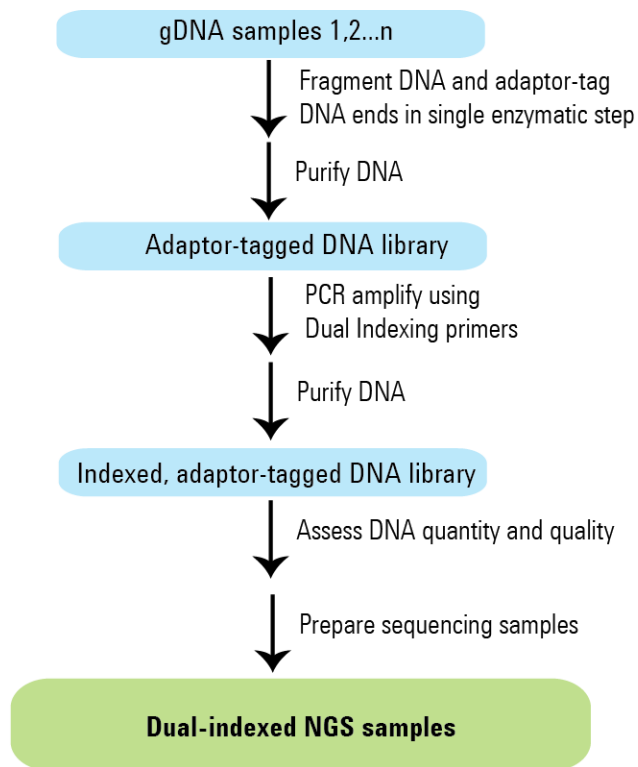 gDNA samples 1,2...n
Fragment DNA and adaptor-tag
DNA ends in single enzymatic step
Purify DNA
Adaptor-tagged DNA library
PCR amplify using
Dual Indexing primers
Purify DNA
Indexed, adaptor-tagged DNA library
Assess DNA quantity and quality
Prepare sequencing samples
Dual-indexed NGS samples